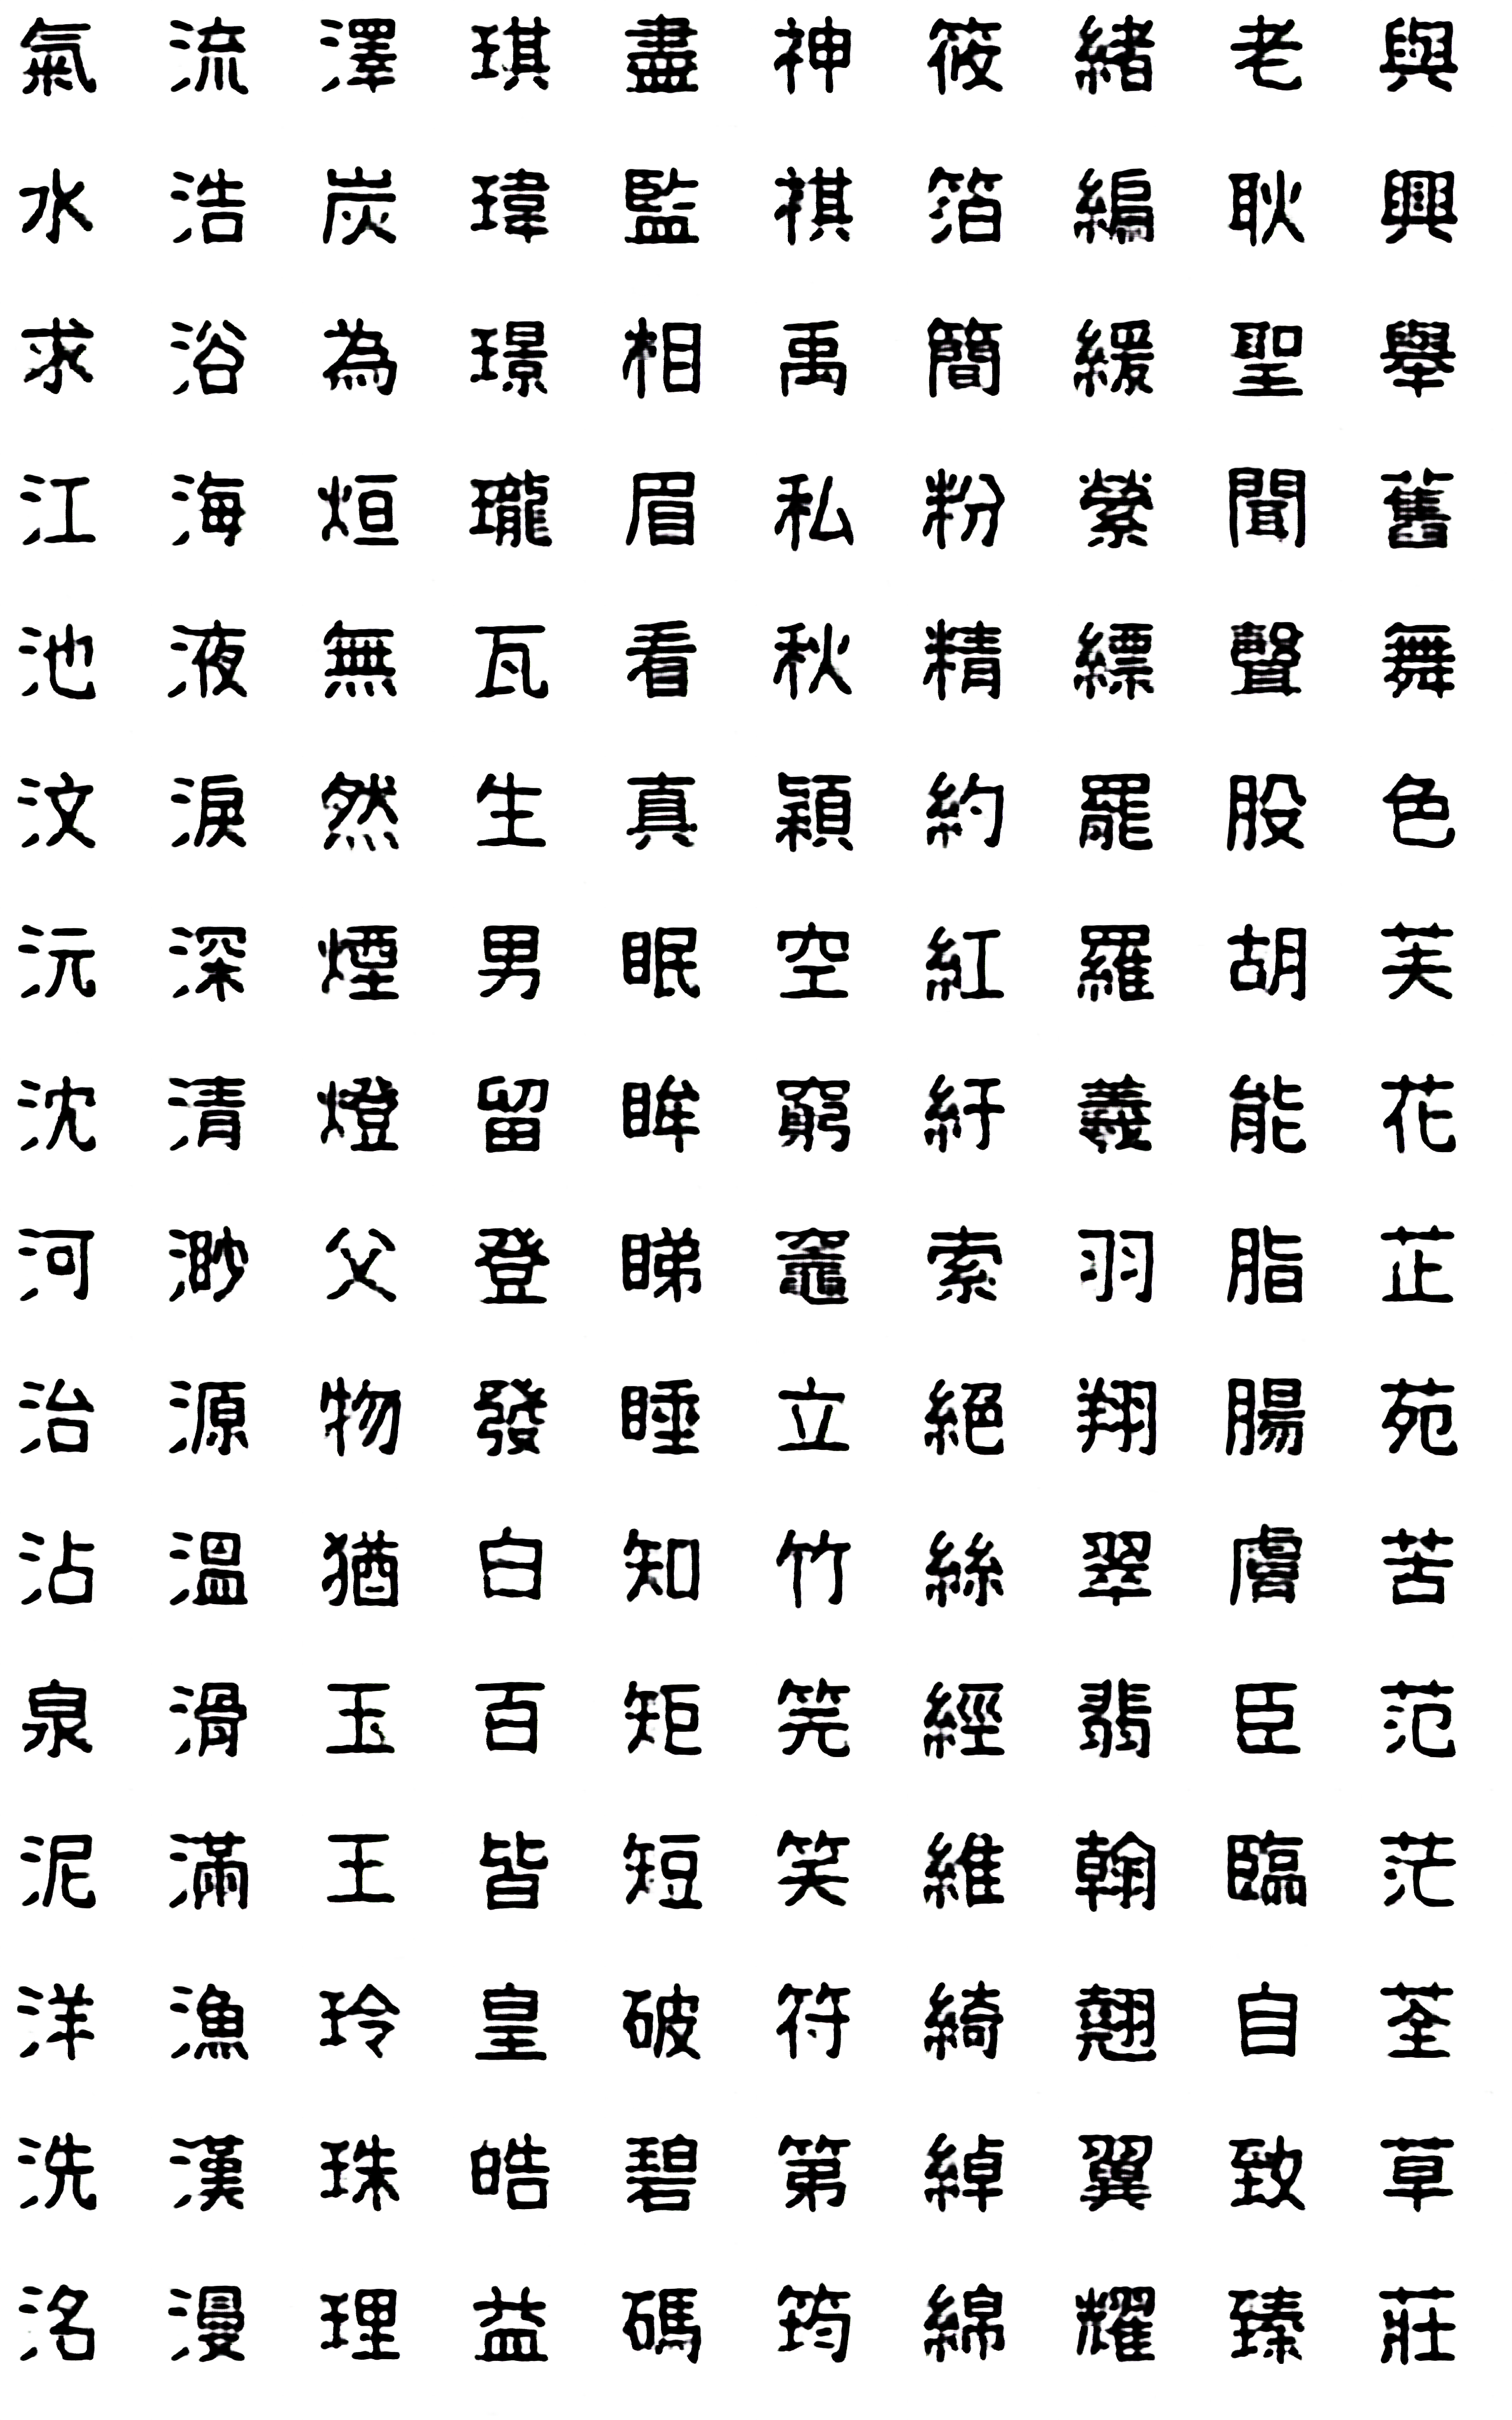 氣流澤琪盡神筱緒老與
水浩炭瑋監祺箔編耿興
求浴為璟相禹簡緩聖舉
江海烜瓏眉私粉縈聞舊
池液無瓦看秋精縹聲舞
汶淚然生真穎約罷股色
沅深煙男眠空紅羅胡芙
沈清燈留眸窮紆羲能花
河渺父登睇竈索羽脂芷
治源物發睡立絕翔腸苑
沾溫猶白知竹絲翠膚苦
泉滑玉百矩筅經翡臣范
泥滿王皆短笑維翰臨茫
洋漁玲皇破符綺翹自荃
洗漢珠皓碧第綽翼致草
洺漫理益碼筠綿耀臻莊